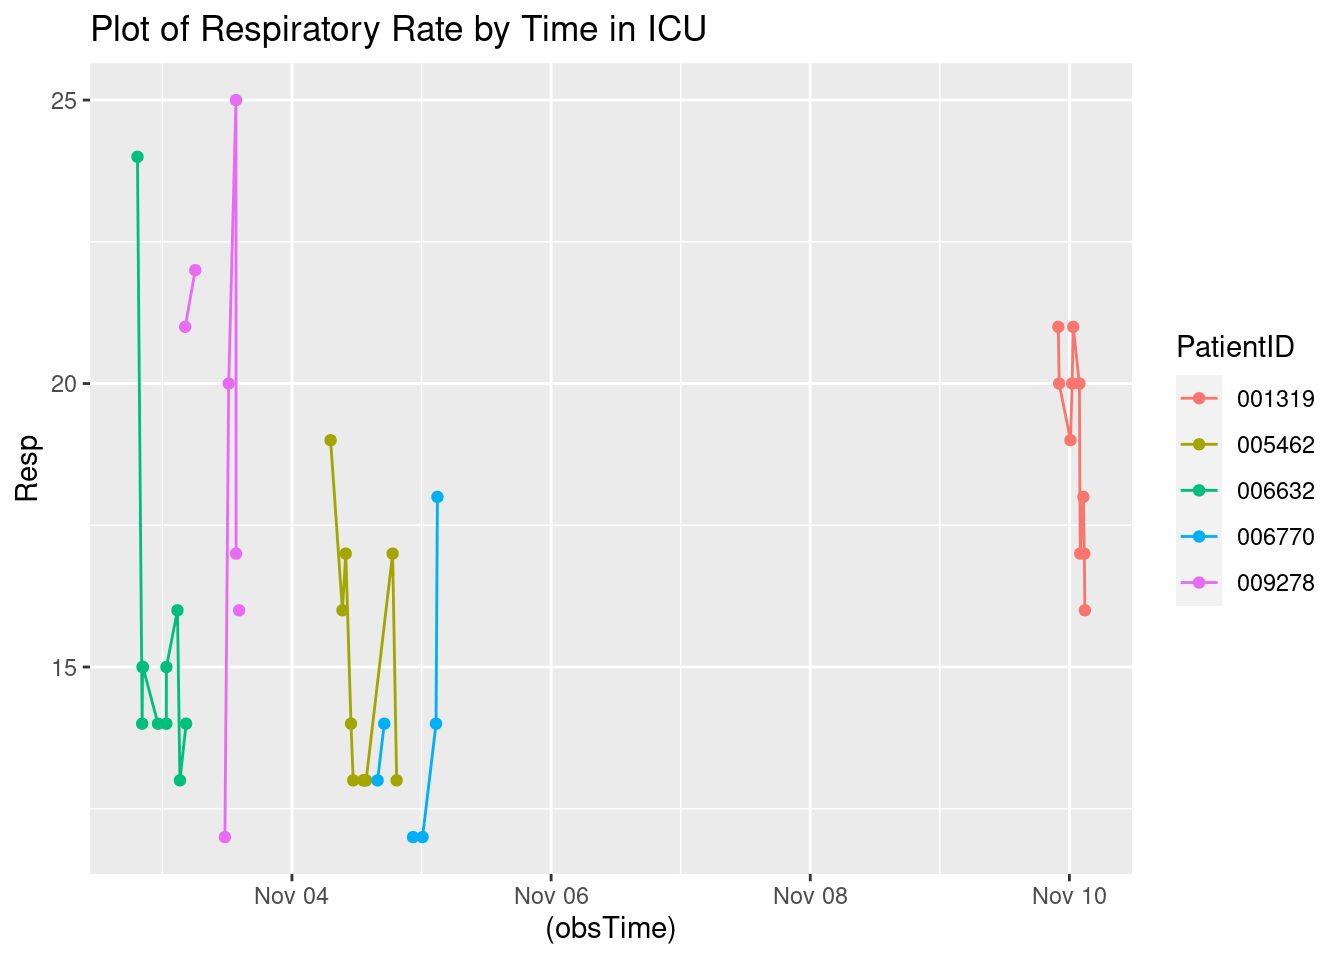 Plot of Respiratory Rate by Time in ICU
25
20
15
Resp
Nov 04
Nov 06
Nov 08
Nov 10
(obsTime)
PatientID
001319
005462
006632
006770
009278